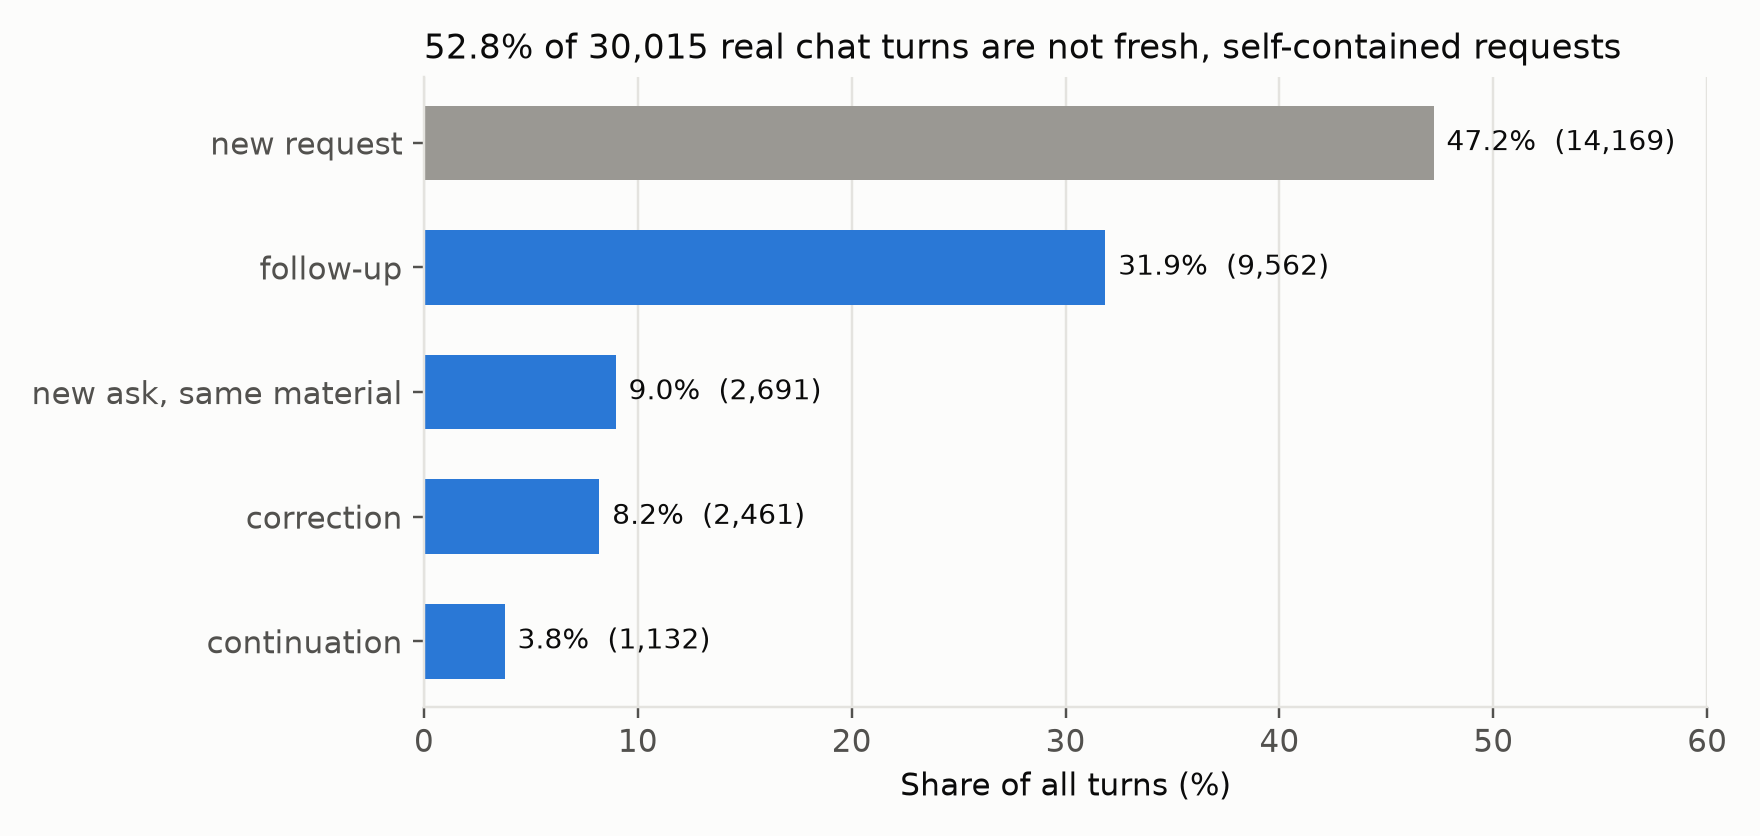 52.8% of 30,015 real chat turns are not fresh, self-contained requests
new request 47.2% (14,169)
follow-up 31.9% (9,562)
new ask, same material 9.0% (2,691)
correction 8.2% (2,461)
continuation 3.8% (1,132)
0 10 20 30 40 50 60
Share of all turns (%)